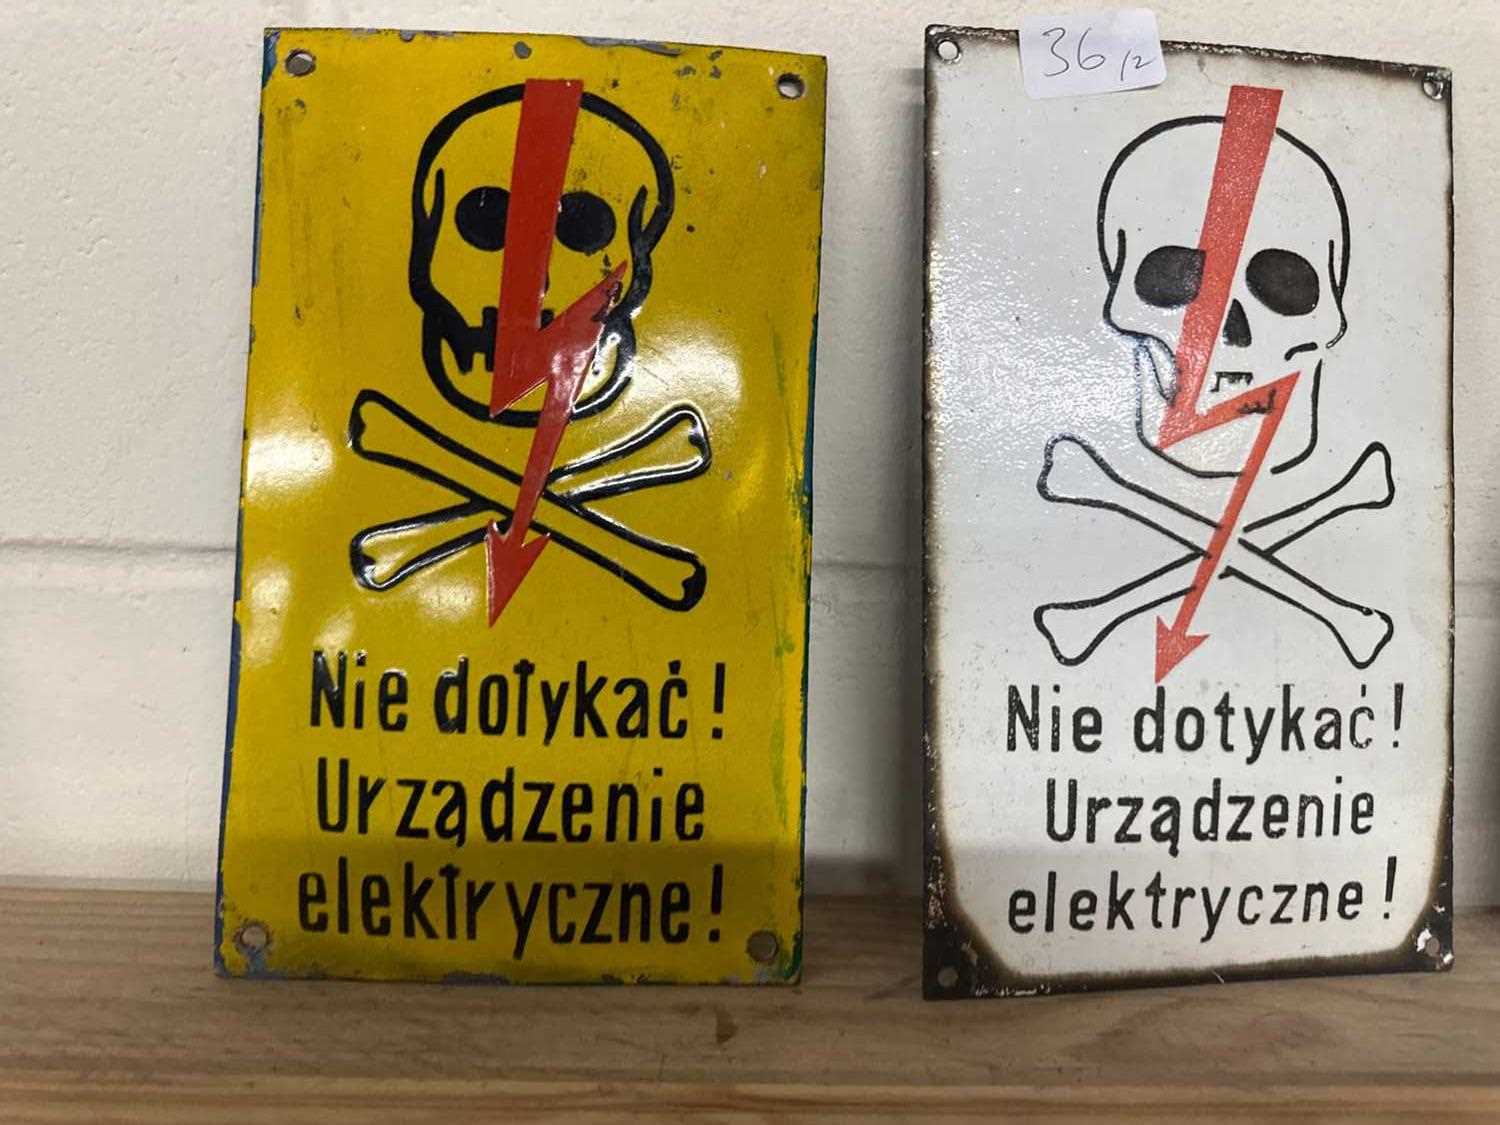 Nie dotykać!
Urządzenie
elektryczne!
36/2
Nie dotykać!
Urządzenie
elektryczne!